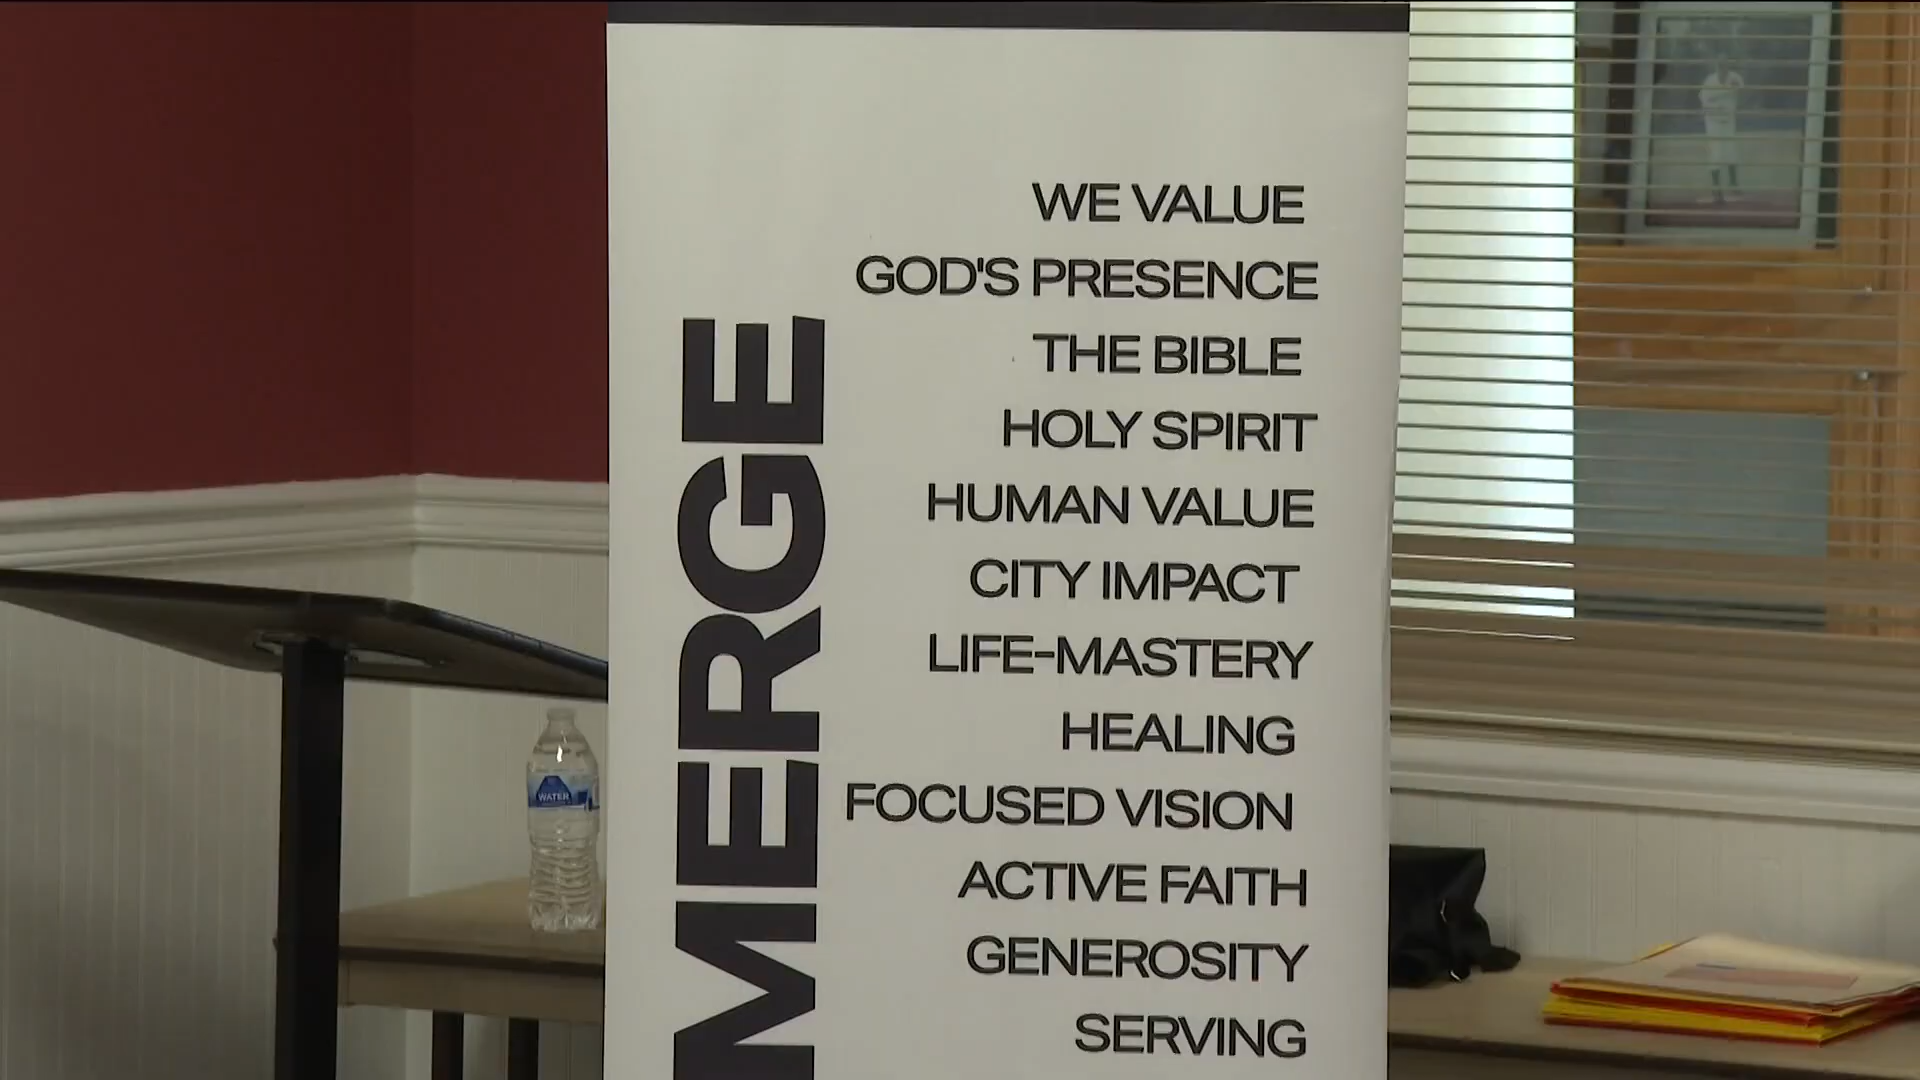 MERGE
WE VALUE
GOD'S PRESENCE
THE BIBLE
HOLY SPIRIT
HUMAN VALUE
CITY IMPACT
LIFE-MASTERY
HEALING
FOCUSED VISION
ACTIVE FAITH
GENEROSITY
SERVING
WATER